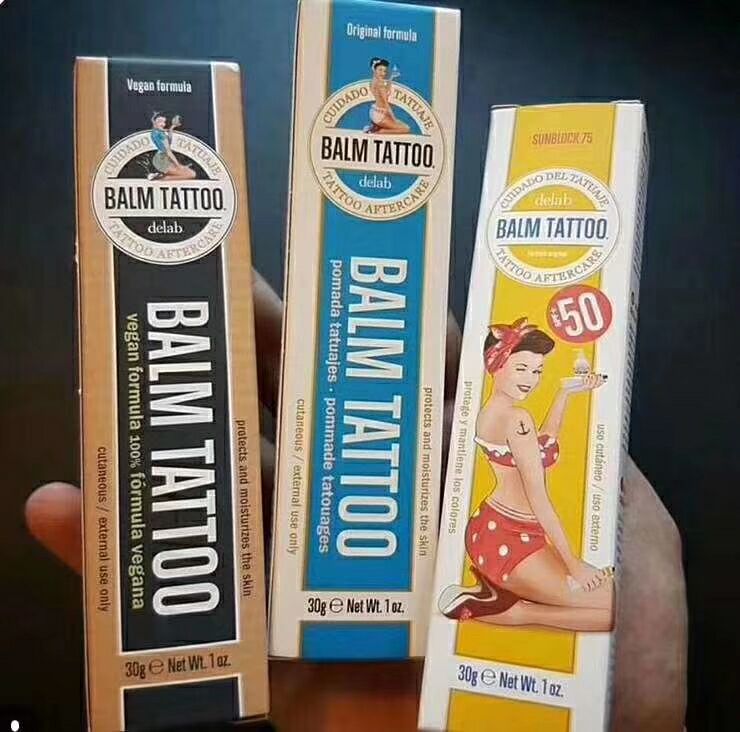 Vegan formula
CUIDADO TATUAJE
BALM TATTOO
delab
TATTOO AFTERCARE
BALM TATTOO
vegan formula 100% fórmula vegana
protects and moisturizes the skin
cutaneous / external use only
30g e Net Wt. 1 oz.
Original formula
CUIDADO TATUAJE
BALM TATTOO
delab
TATTOO AFTERCARE
BALM TATTOO
pomada tatuajes . pommade tatouages
protects and moisturizes the skin
cutaneous / external use only
30g e Net Wt. 1 oz.
SUNBLOCK 75
CUIDADO DEL TATUAJE
delab
BALM TATTOO
TATTOO AFTERCARE
50
protege y mantiene los colores
uso cutáneo / uso externo
30g e Net Wt. 1 oz.